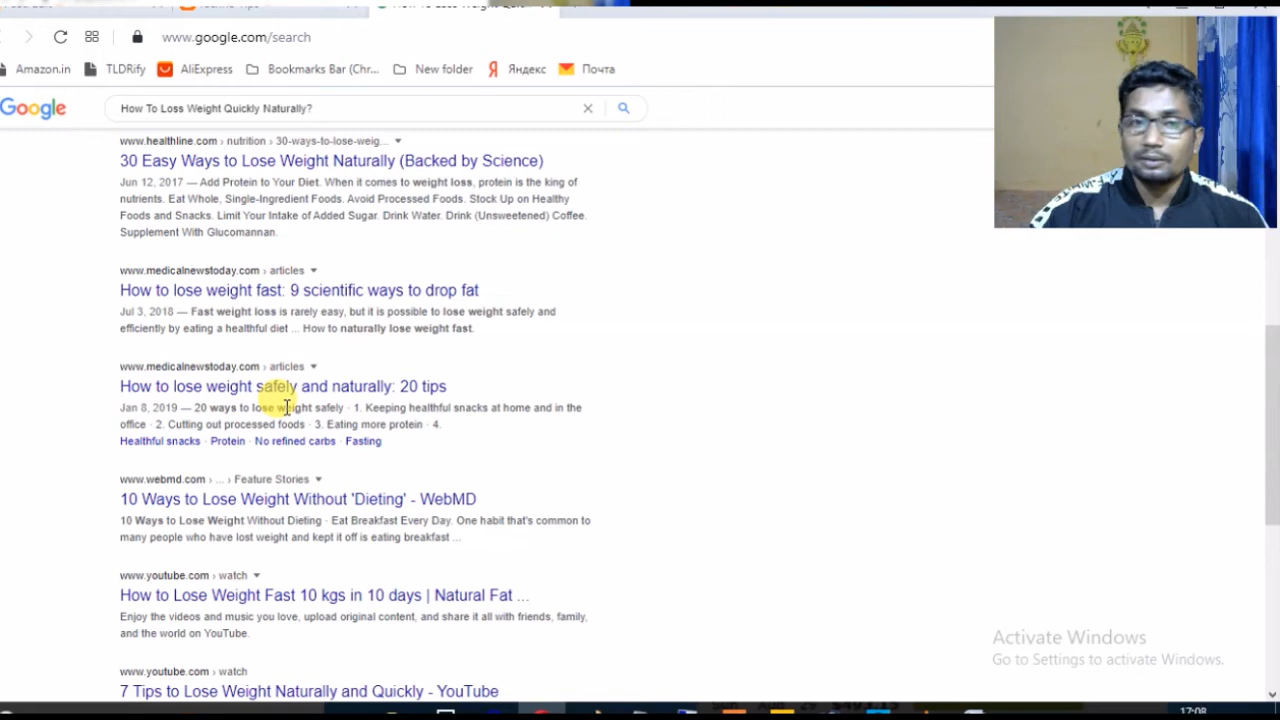 www.google.com/search
Amazon.in TLDRify AliExpress Bookmarks Bar (Chr... New folder Яндекс Почта
Google How To Loss Weight Quickly Naturally?
www.healthline.com › nutrition › 30-ways-to-lose-weig...
30 Easy Ways to Lose Weight Naturally (Backed by Science)
Jun 12, 2017 — Add Protein to Your Diet. When it comes to weight loss, protein is the king of
nutrients. Eat Whole, Single-Ingredient Foods. Avoid Processed Foods. Stock Up on Healthy
Foods and Snacks. Limit Your Intake of Added Sugar. Drink Water. Drink (Unsweetened) Coffee.
Supplement With Glucomannan.
www.medicalnewstoday.com › articles
How to lose weight fast: 9 scientific ways to drop fat
Jul 3, 2018 — Fast weight loss is rarely easy, but it is possible to lose weight safely and
efficiently by eating a healthful diet ... How to naturally lose weight fast.
www.medicalnewstoday.com › articles
How to lose weight safely and naturally: 20 tips
Jan 8, 2019 — 20 ways to lose weight safely · 1. Keeping healthful snacks at home and in the
office · 2. Cutting out processed foods · 3. Eating more protein · 4.
Healthful snacks · Protein · No refined carbs · Fasting
www.webmd.com › ... › Feature Stories
10 Ways to Lose Weight Without 'Dieting' - WebMD
10 Ways to Lose Weight Without Dieting · Eat Breakfast Every Day. One habit that's common to
many people who have lost weight and kept it off is eating breakfast ...
www.youtube.com › watch
How to Lose Weight Fast 10 kgs in 10 days | Natural Fat ...
Enjoy the videos and music you love, upload original content, and share it all with friends, family,
and the world on YouTube.
www.youtube.com › watch
7 Tips to Lose Weight Naturally and Quickly - YouTube
Activate Windows
Go to Settings to activate Windows.
17:08